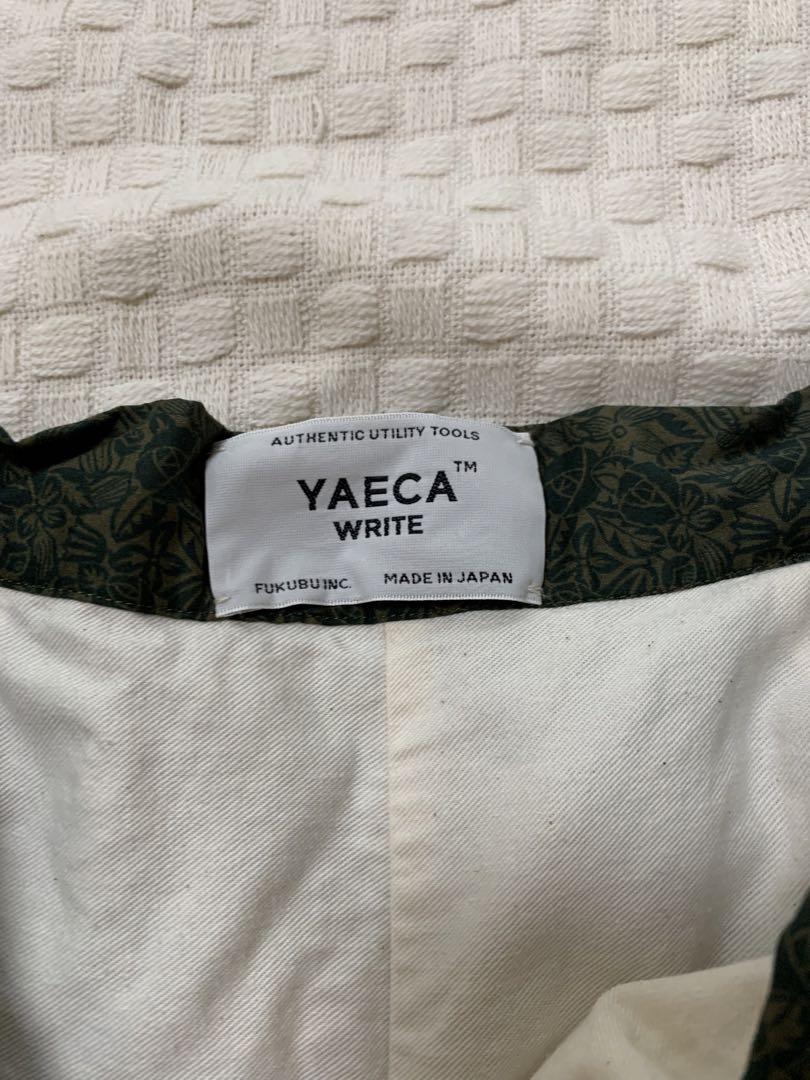 AUTHENTIC UTILITY TOOLS
YAECA™
WRITE
FUKUBU INC. MADE IN JAPAN